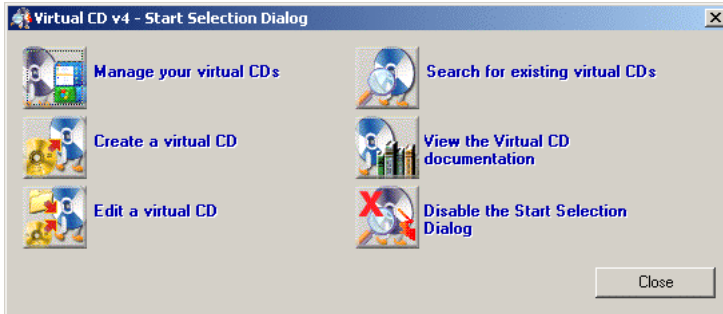 Virtual CD v4 - Start Selection Dialog
Manage your virtual CDs
Search for existing virtual CDs
Create a virtual CD
View the Virtual CD
documentation
Edit a virtual CD
Disable the Start Selection
Dialog
Close